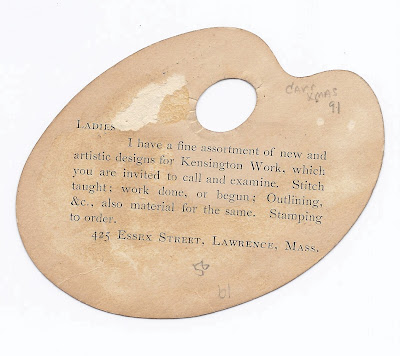 LADIES
I have a fine assortment of new and
artistic designs for Kensington Work, which
you are invited to call and examine. Stitch
taught; work done, or begun; Outlining,
&c., also material for the same. Stamping
to order.
425 ESSEX STREET, LAWRENCE, MASS.
XMAS
91
56